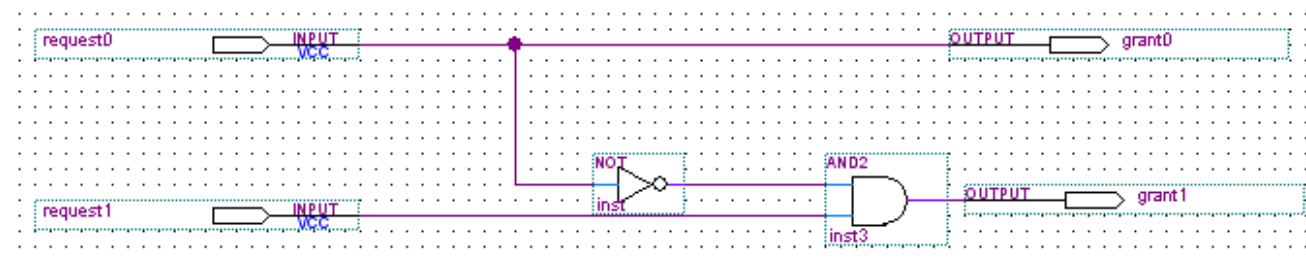 request0 INPUT VCC OUTPUT grant0
NOT AND2
inst
request1 INPUT VCC OUTPUT grant1
inst3